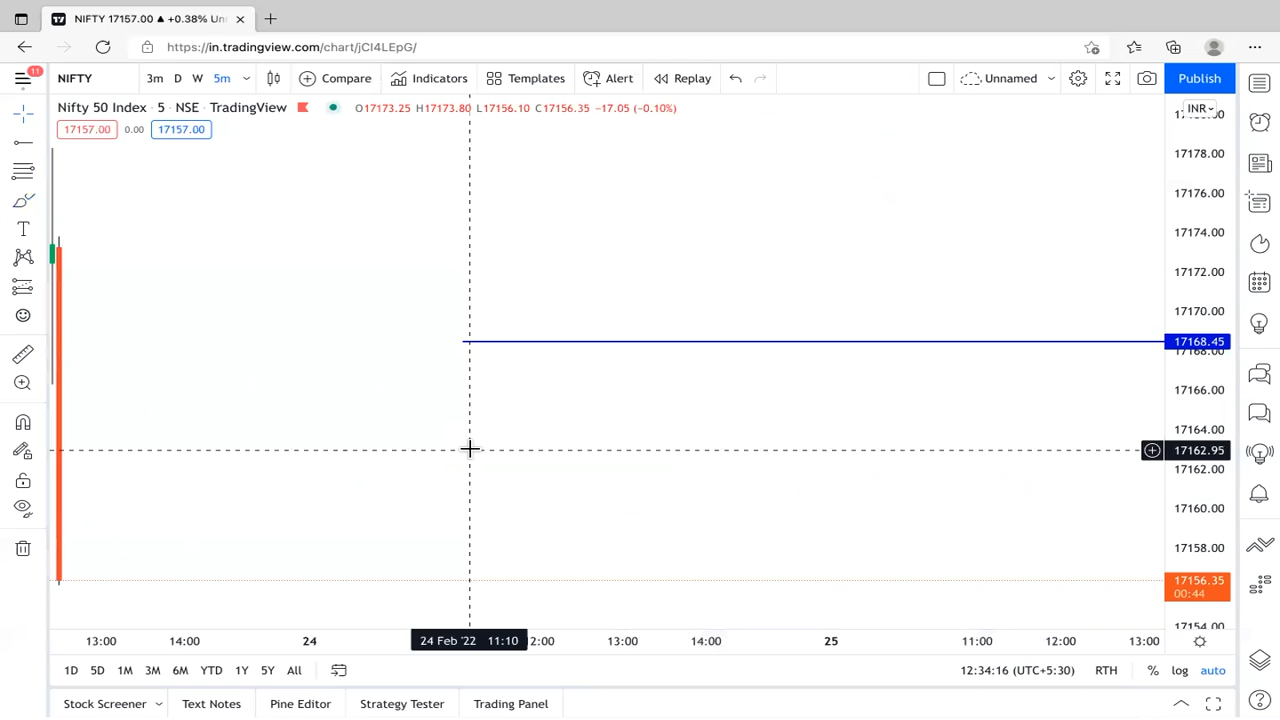 NIFTY 17157.00 ▲ +0.38% Un
https://in.tradingview.com/chart/jCI4LEpG/
11
NIFTY 3m D W 5m Compare Indicators Templates Alert Replay Unnamed Publish
Nifty 50 Index · 5 · NSE · TradingView O17173.25 H17173.80 L17156.10 C17156.35 −17.05 (−0.10%)
INR
17157.00 0.00 17157.00
17178.00
17176.00
17174.00
17172.00
17170.00
17168.45
17168.00
17166.00
17164.00
17162.95
17162.00
17160.00
17158.00
17156.35
00:44
17154.00
13:00 14:00 24 24 Feb '22 11:10 2:00 13:00 14:00 25 11:00 12:00 13:00
1D 5D 1M 3M 6M YTD 1Y 5Y All 12:34:16 (UTC+5:30) RTH % log auto
Stock Screener Text Notes Pine Editor Strategy Tester Trading Panel